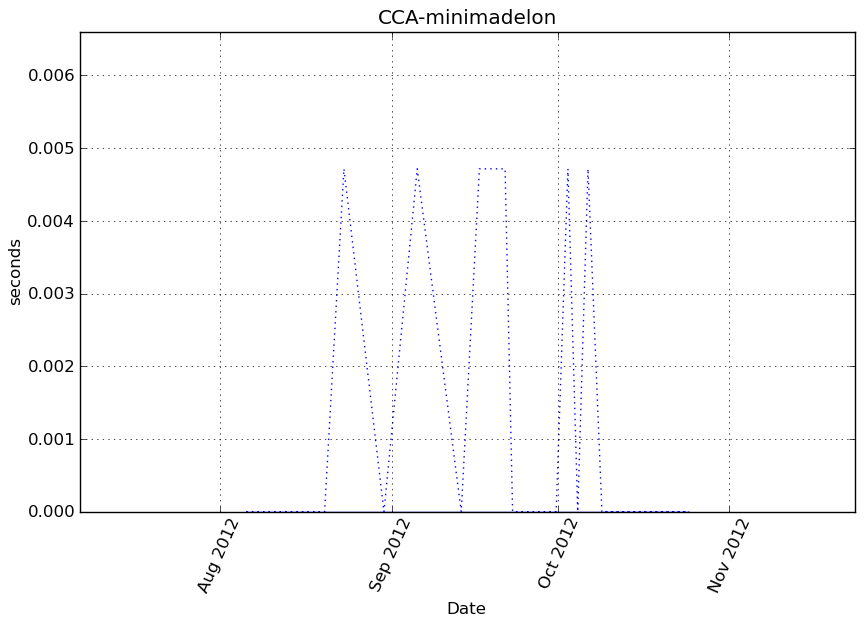 CCA-minimadelon
0.006
0.005
0.004
0.003
0.002
0.001
0.000
seconds
Aug 2012
Sep 2012
Oct 2012
Nov 2012
Date